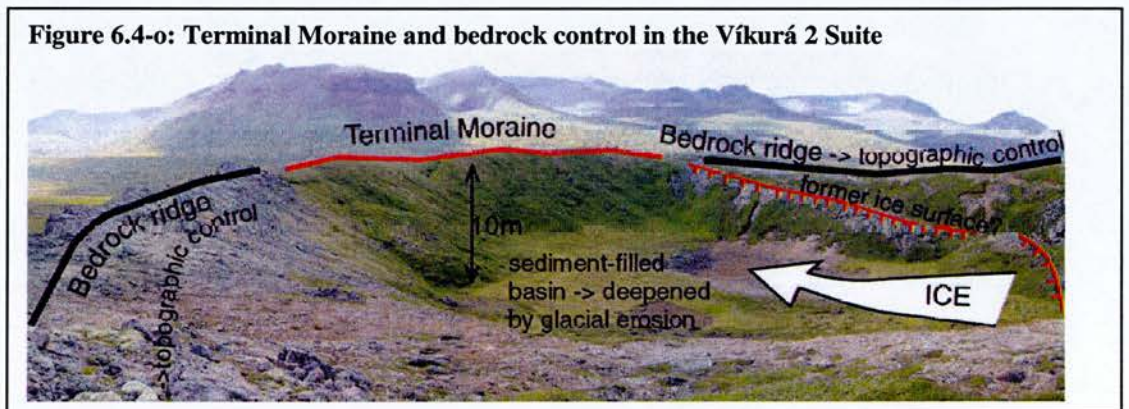 Figure 6.4-o: Terminal Moraine and bedrock control in the Víkurá 2 Suite
Terminal Moraine
Bedrock ridge -> topographic control
former ice surface?
Bedrock ridge
->topographic control
10m
sediment-filled
basin -> deepened
by glacial erosion
ICE